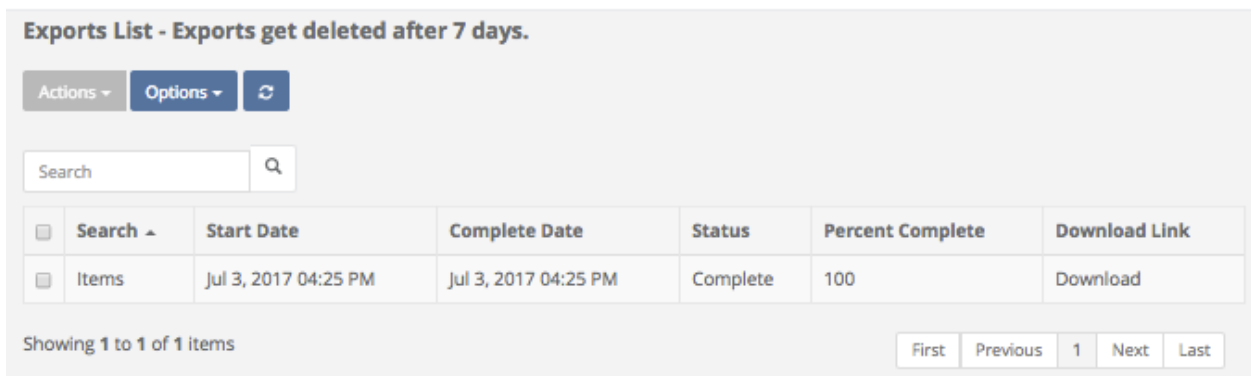 Exports List - Exports get deleted after 7 days.
Actions Options
Search
Search Start Date Complete Date Status Percent Complete Download Link
Items Jul 3, 2017 04:25 PM Jul 3, 2017 04:25 PM Complete 100 Download
Showing 1 to 1 of 1 items First Previous 1 Next Last